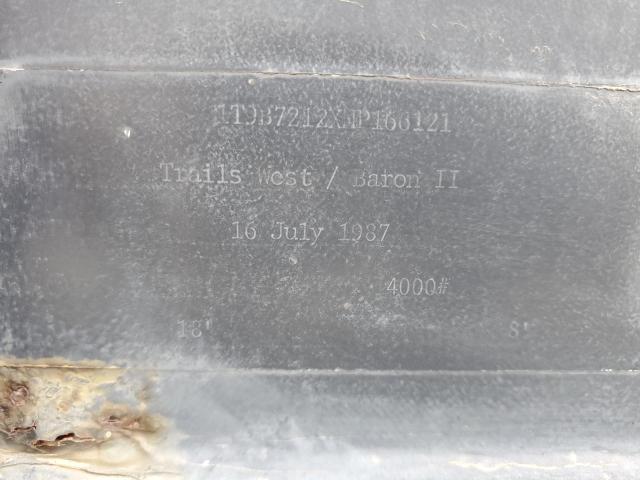 Trails West / Baron II
16 July 1987
4000#
18' 8'